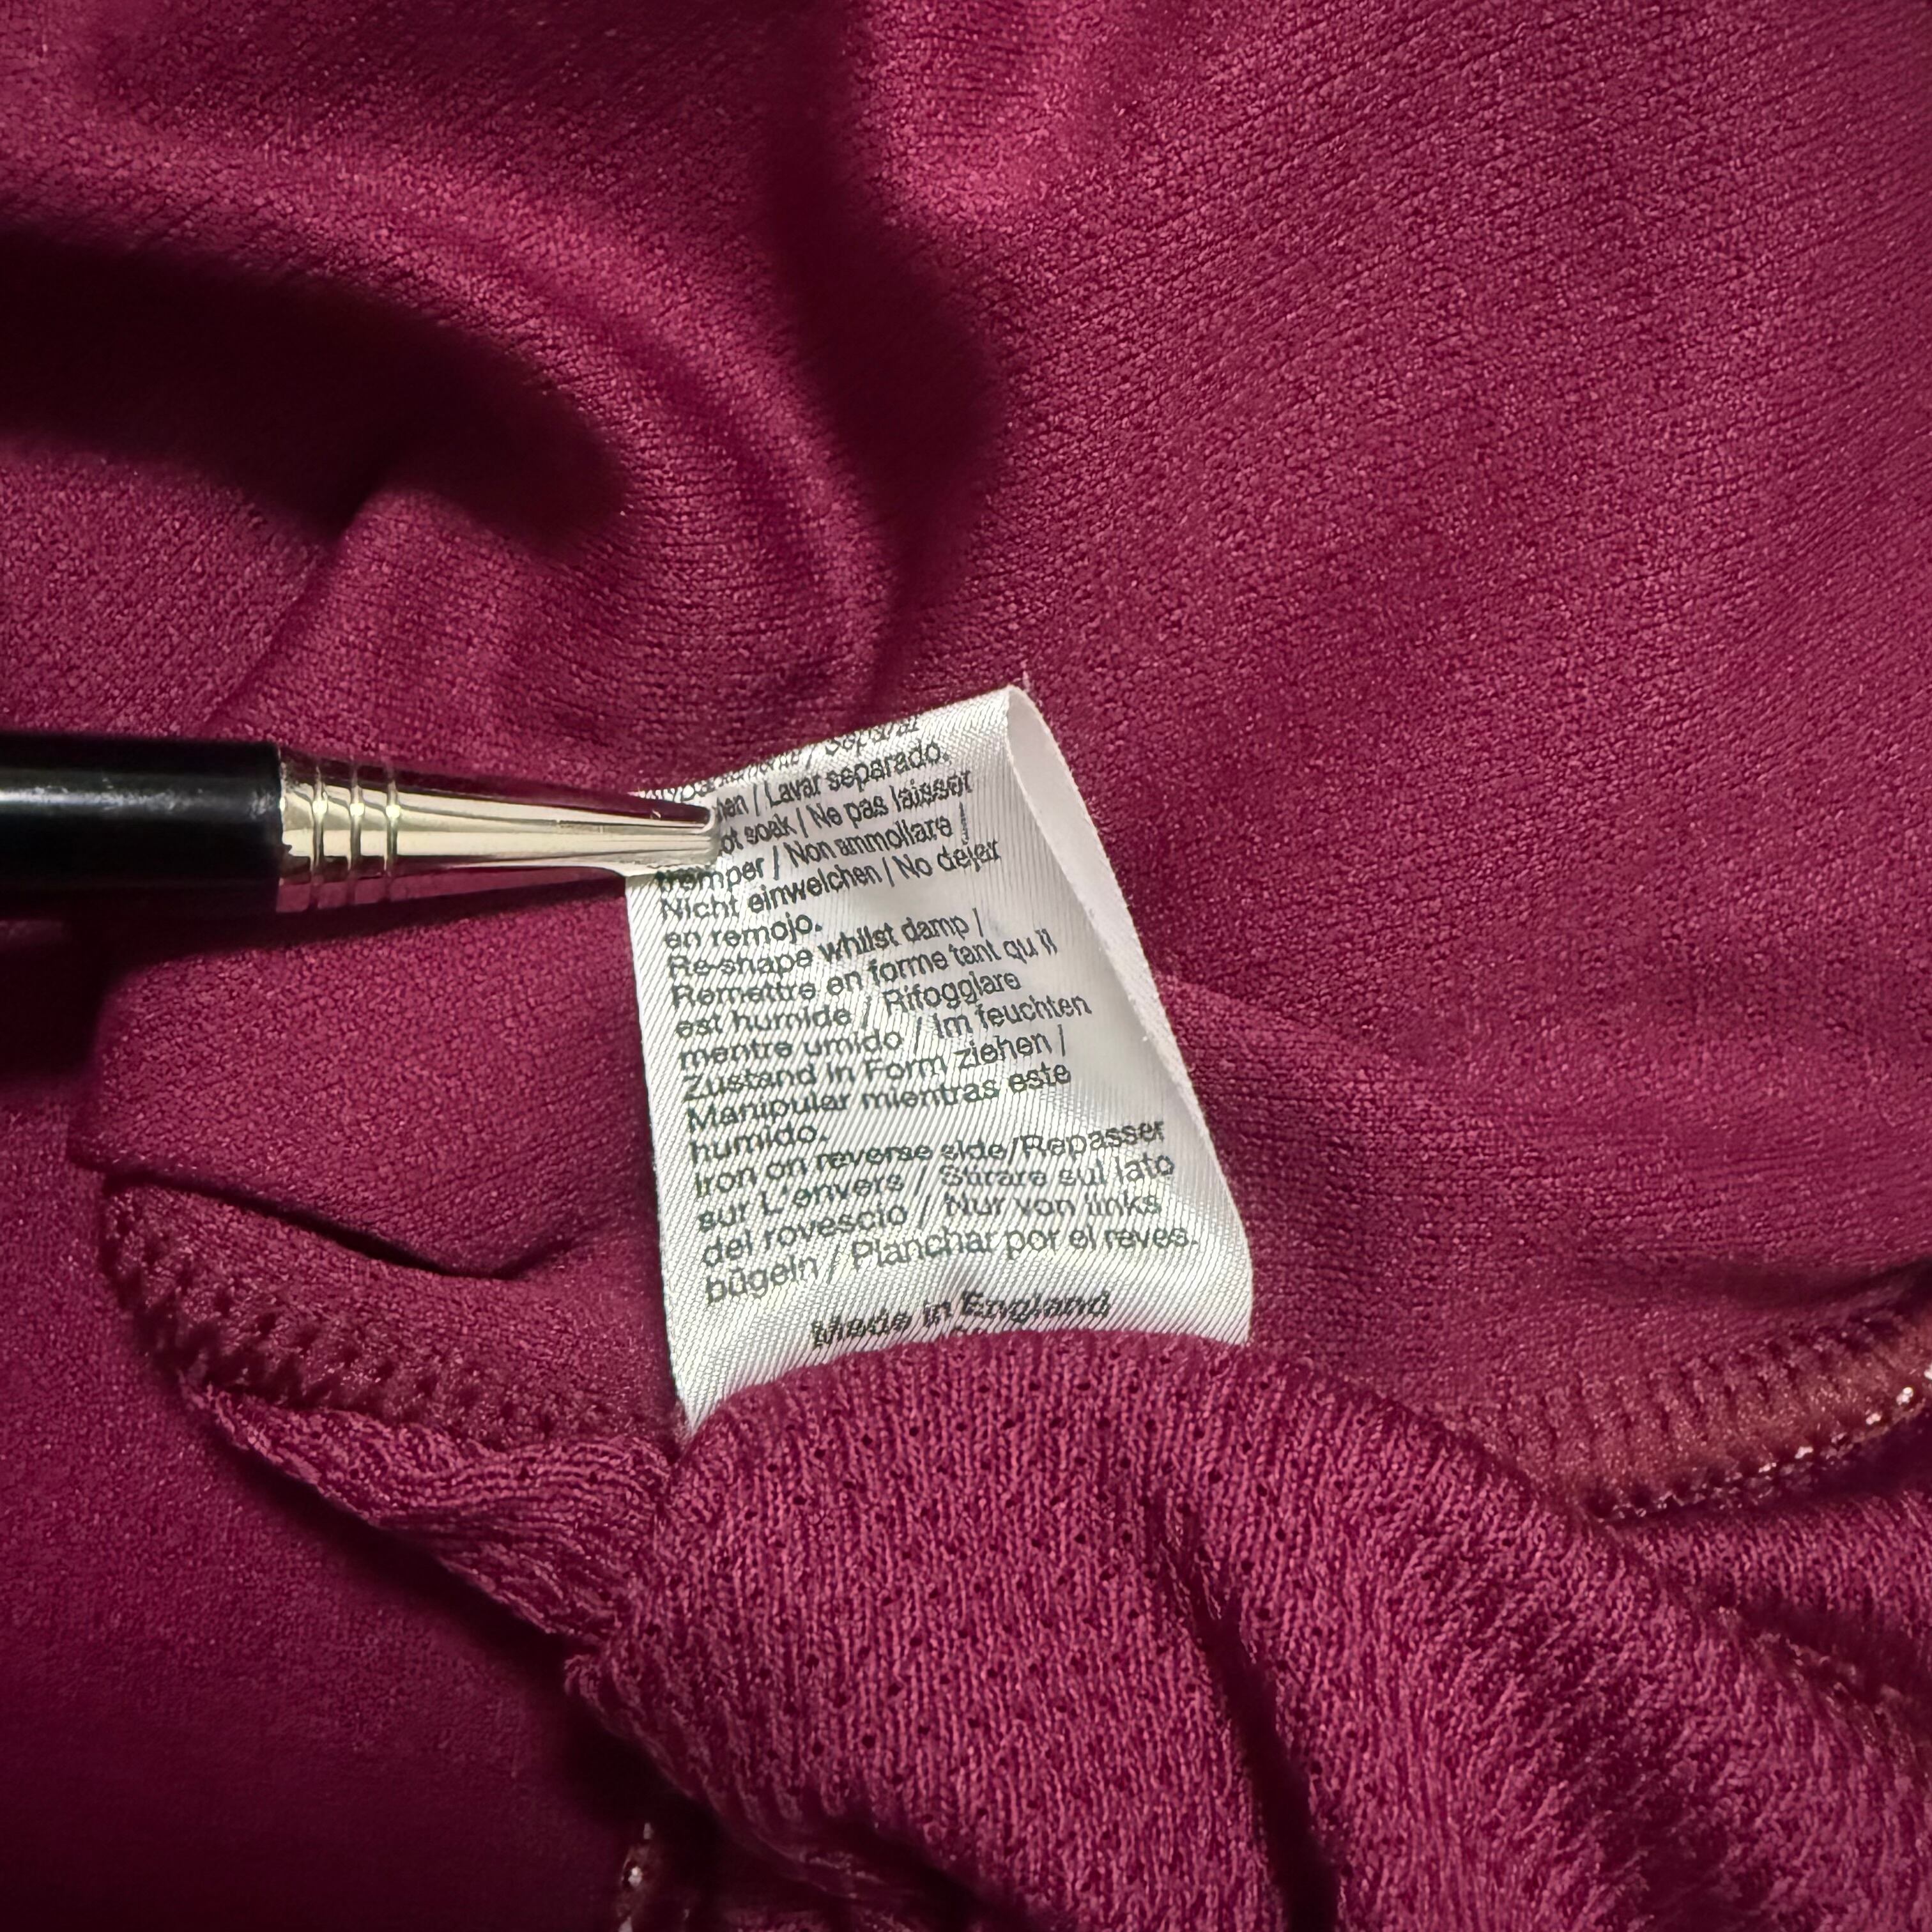 / Separat
/ Lavar separado.
soak / Ne pas laisser
tremper / Non ammollare /
Nicht einweichen / No dejar
en remojo.
Re-shape whilst damp /
Remettre en forme tant qu'il
est humide / Rifogglare
mentre umido / Im feuchten
Zustand in Form ziehen /
Manipular mientras este
humido.
Iron on reverse side/Repasser
sur L'envers / Stirare sul lato
del rovescio / Nur von links
bügeln / Planchar por el reves.
Made in England